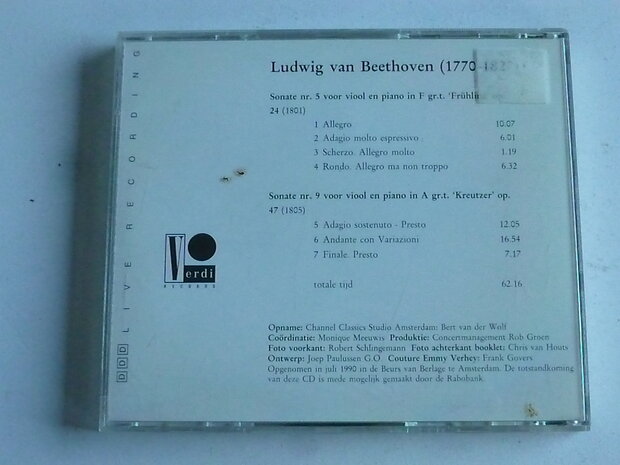 Ludwig van Beethoven (1770-1827)
Sonate nr. 5 voor viool en piano in F gr.t. 'Frühling' op.
24 (1801)
1 Allegro 10.07
2 Adagio molto espressivo 6.01
3 Scherzo. Allegro molto 1.19
4 Rondo. Allegro ma non troppo 6.32
Sonate nr. 9 voor viool en piano in A gr.t. 'Kreutzer' op.
47 (1805)
5 Adagio sostenuto - Presto 12.05
6 Andante con Variazioni 16.54
7 Finale. Presto 7.17
totale tijd 62.16
Opname: Channel Classics Studio Amsterdam: Bert van der Wolf
Coördinatie: Monique Meeuwis Produktie: Concertmanagement Rob Groen
Foto voorkant: Robert Schlingemann Foto achterkant booklet: Chris van Houts
Ontwerp: Joep Paulussen G.O Couture Emmy Verhey: Frank Govers
Opgenomen in juli 1990 in de Beurs van Berlage te Amsterdam. De totstandkoming
van deze CD is mede mogelijk gemaakt door de Rabobank.
Verdi
RECORDS
DDD LIVE RECORDING